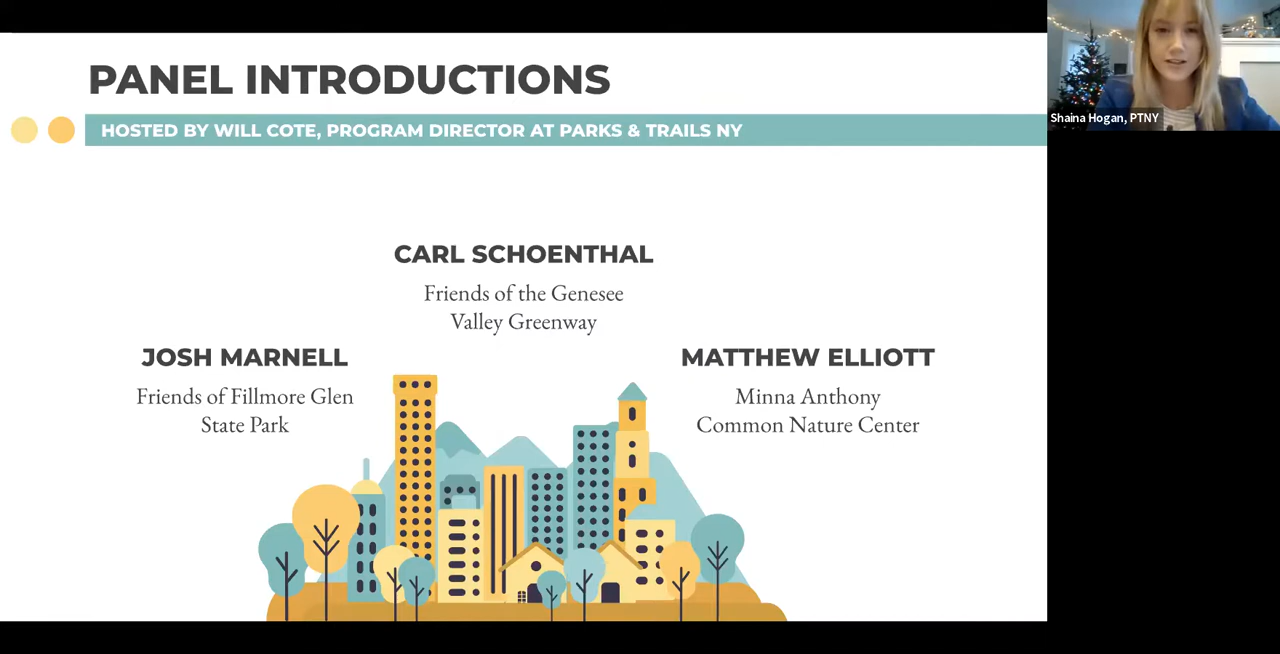 PANEL INTRODUCTIONS
HOSTED BY WILL COTE, PROGRAM DIRECTOR AT PARKS & TRAILS NY
Shaina Hogan, PTNY
CARL SCHOENTHAL
Friends of the Genesee
Valley Greenway
JOSH MARNELL
Friends of Fillmore Glen
State Park
MATTHEW ELLIOTT
Minna Anthony
Common Nature Center